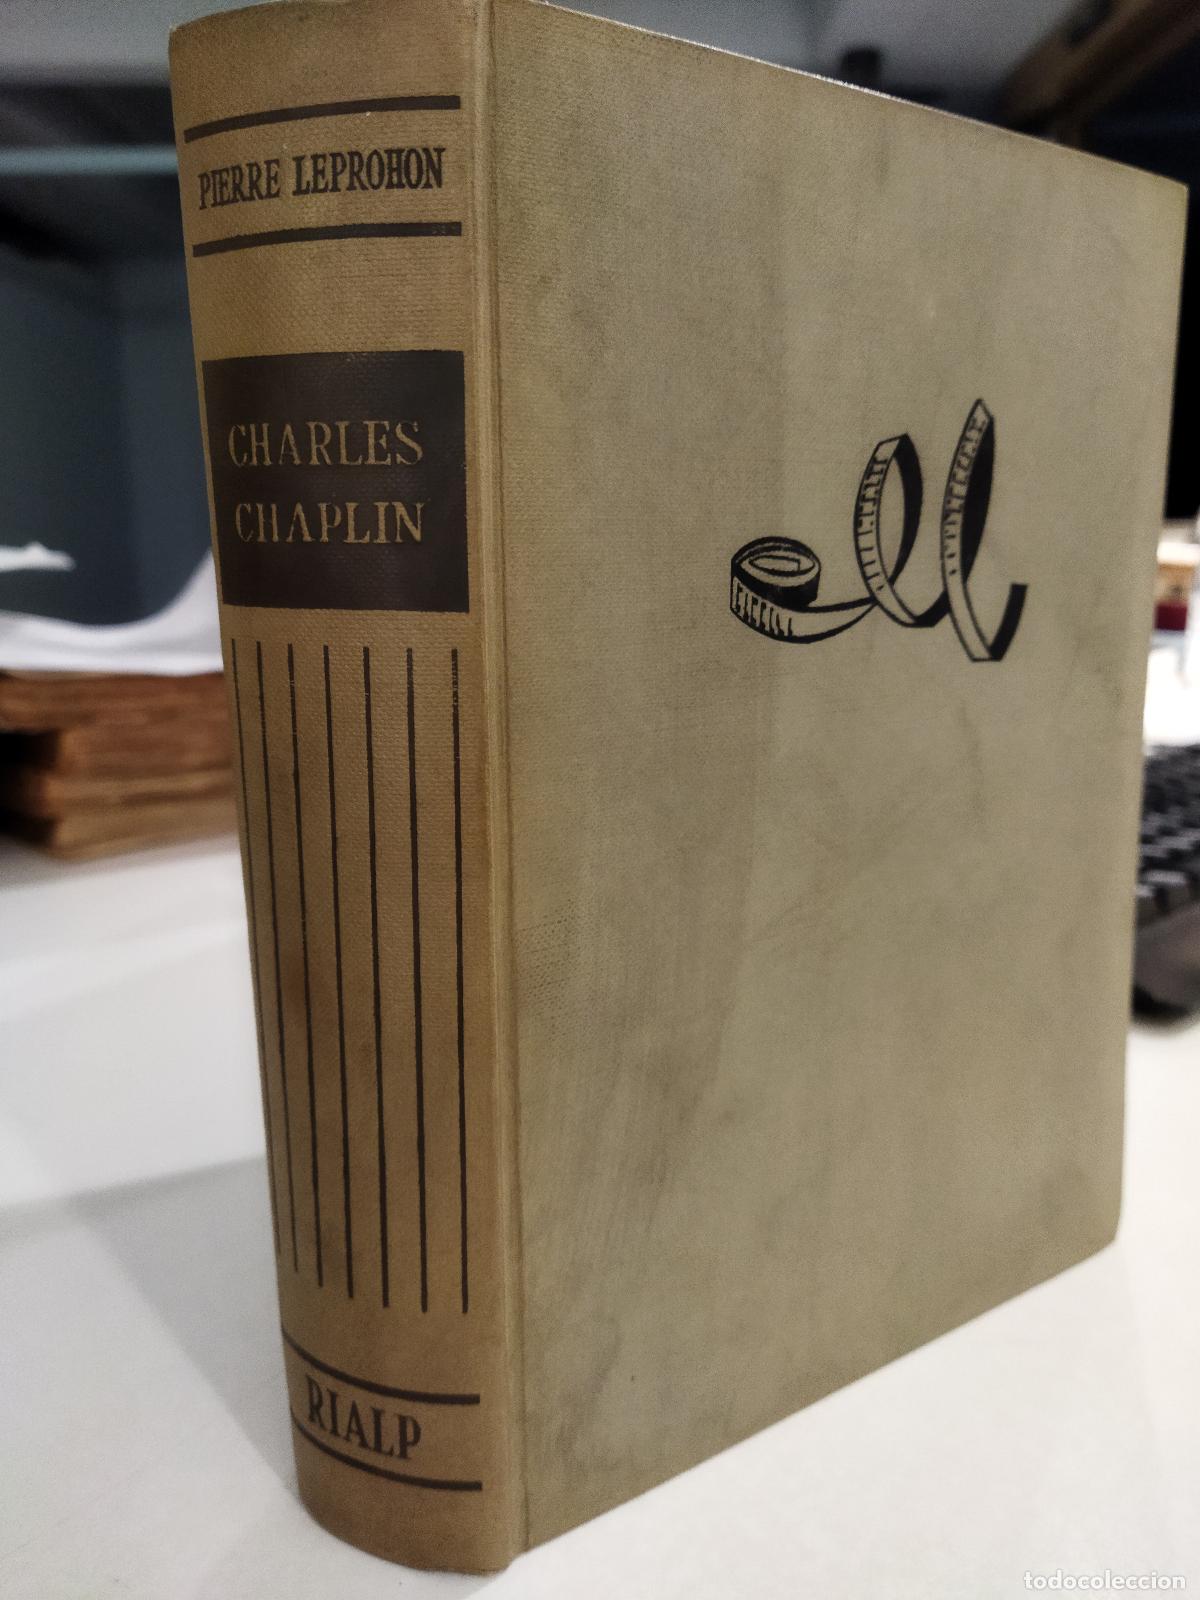 PIERRE LEPROHON
CHARLES
CHAPLIN
RIALP
todocoleccion